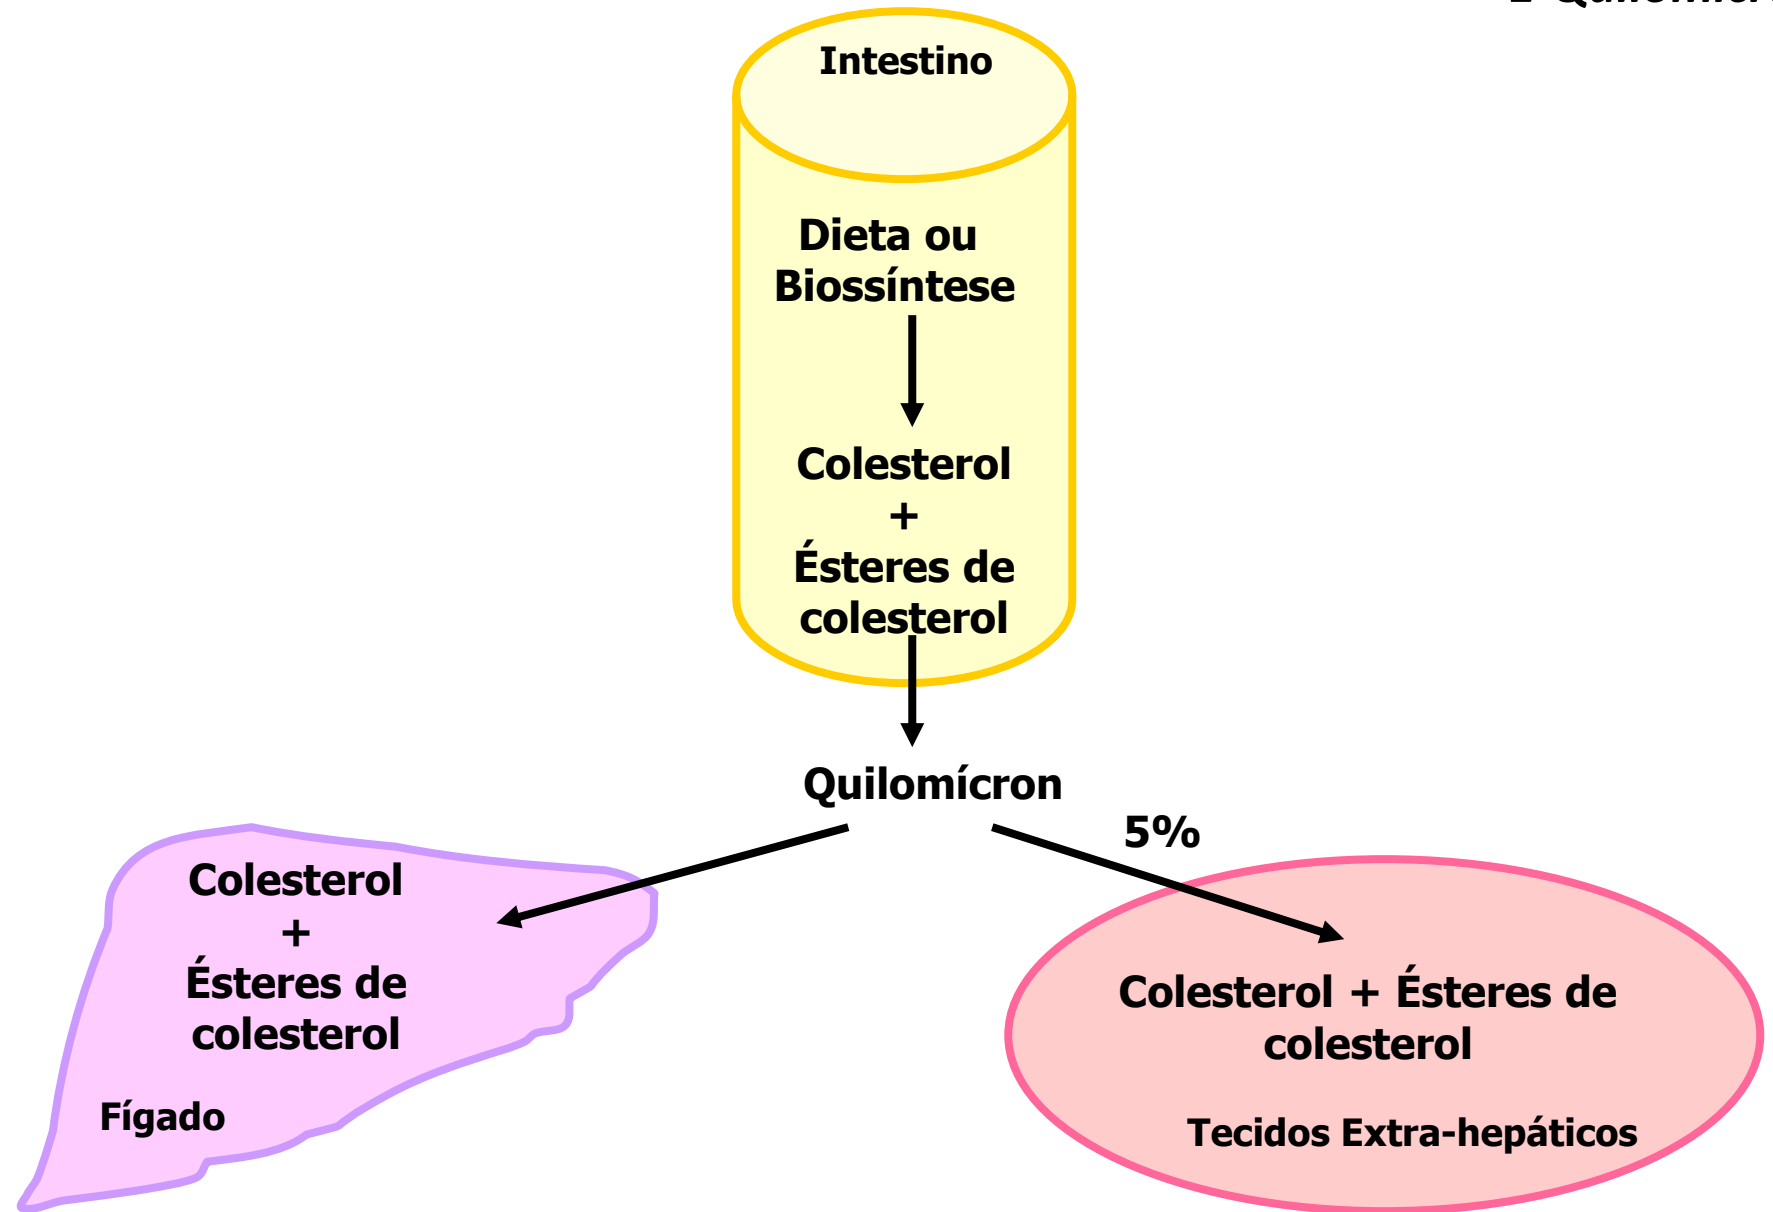 Intestino
Dieta ou
Biossíntese
Colesterol
+
Ésteres de
colesterol
Quilomícron
5%
Colesterol
+
Ésteres de
colesterol
Fígado
Colesterol + Ésteres de
colesterol
Tecidos Extra-hepáticos